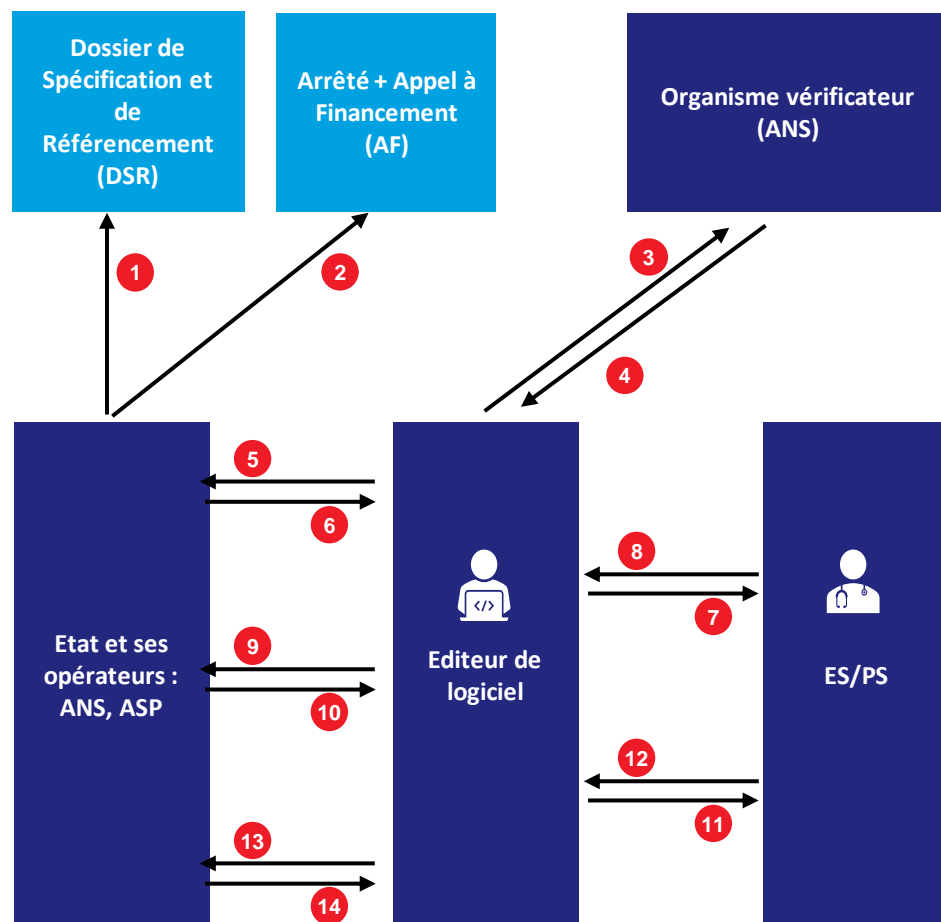 Dossier de
Spécification et
de
Référencement
(DSR)
Arrêté + Appel à
Financement
(AF)
Organisme vérificateur
(ANS)
1
2
3
4
5
6
8
7
Etat et ses
opérateurs :
ANS, ASP
9
10
</>
Editeur de
logiciel
ES/PS
12
11
13
14